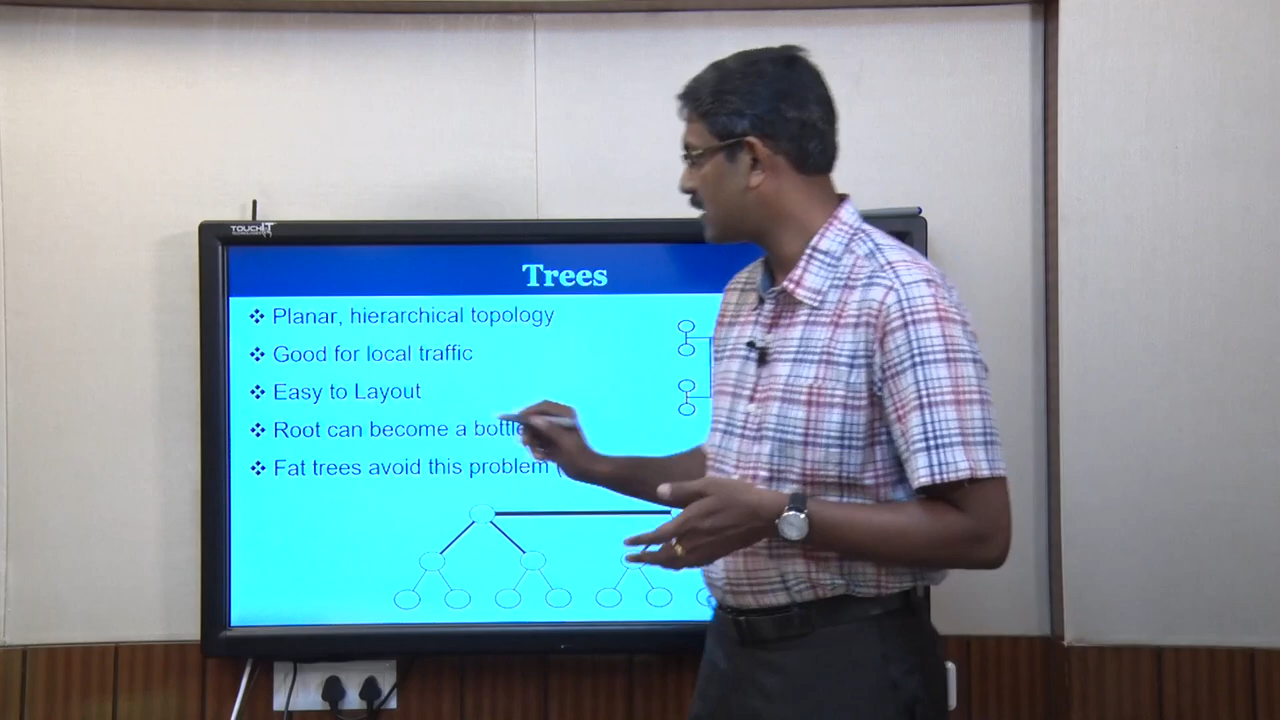 TOUCHIT
Trees
❖ Planar, hierarchical topology
❖ Good for local traffic
❖ Easy to Layout
❖ Root can become a
❖ Fat trees avoid this problem (